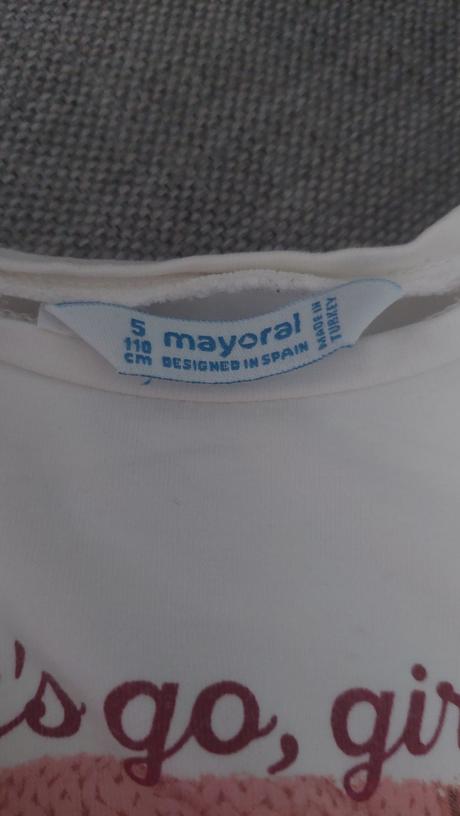 5
110
cm
mayoral
DESIGNED IN SPAIN
MADE IN
TURKEY
's go, gir